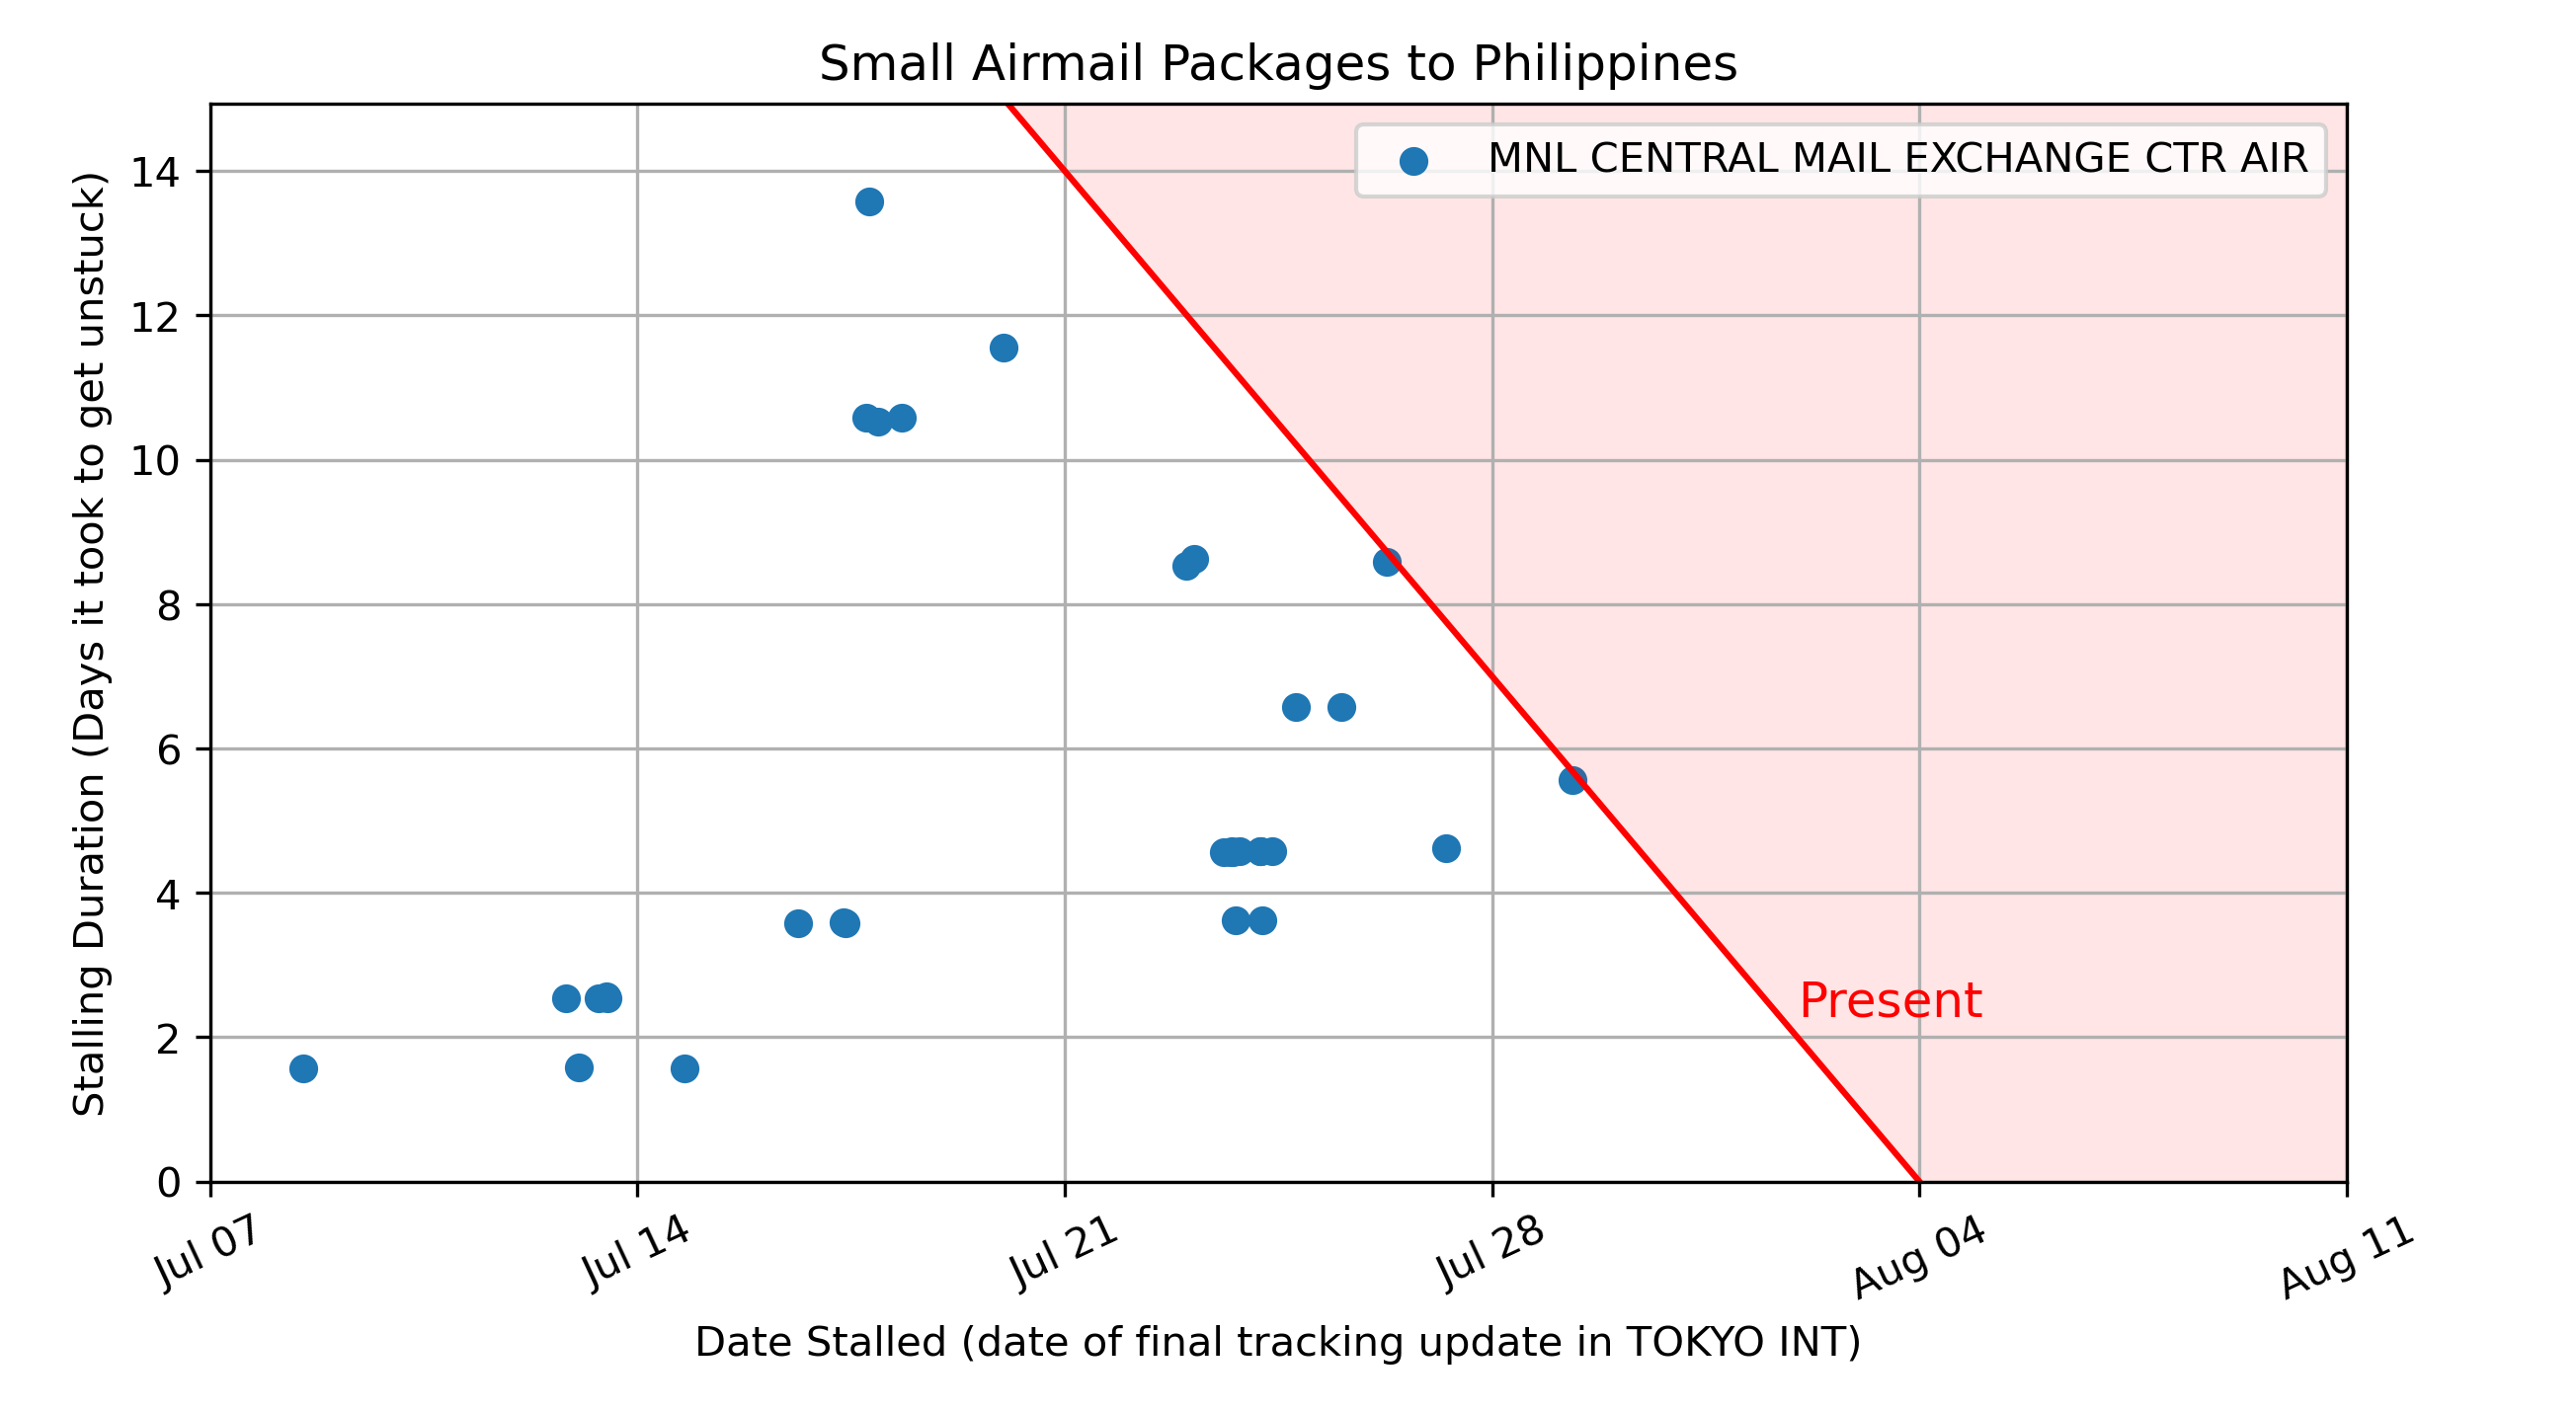 Small Airmail Packages to Philippines
MNL CENTRAL MAIL EXCHANGE CTR AIR
Stalling Duration (Days it took to get unstuck)
14
12
10
8
6
4
2
0
Present
Jul 07
Jul 14
Jul 21
Jul 28
Aug 04
Aug 11
Date Stalled (date of final tracking update in TOKYO INT)